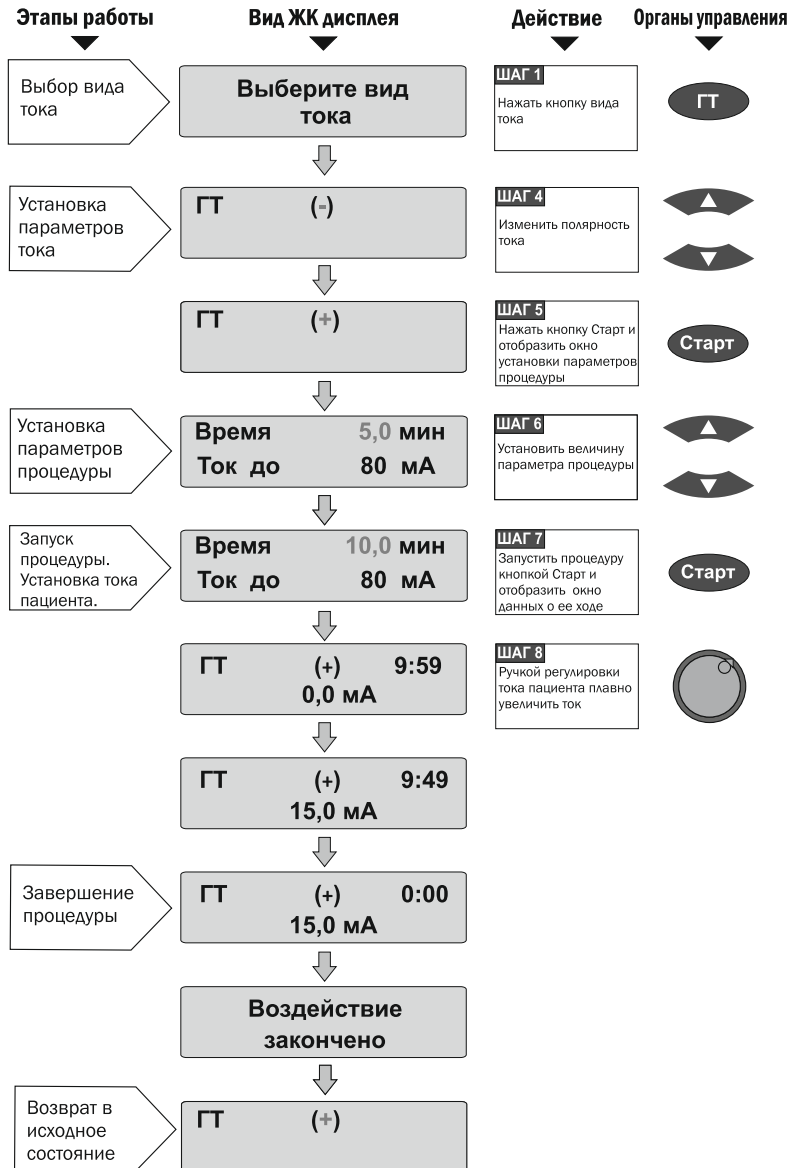 Этапы работы
Вид ЖК дисплея
Действие
Органы управления
Выбор вида
тока
Выберите вид
тока
ШАГ 1
Нажать кнопку вида
тока
ГТ
Установка
параметров
тока
ГТ (-)
ШАГ 4
Изменить полярность
тока
ГТ (+)
ШАГ 5
Нажать кнопку Старт и
отобразить окно
установки параметров
процедуры
Старт
Установка
параметров
процедуры
Время 5,0 мин
Ток до 80 мА
ШАГ 6
Установить величину
параметра процедуры
Запуск
процедуры.
Установка тока
пациента.
Время 10,0 мин
Ток до 80 мА
ШАГ 7
Запустить процедуру
кнопкой Старт и
отобразить окно
данных о ее ходе
Старт
ГТ (+) 9:59
0,0 мА
ШАГ 8
Ручкой регулировки
тока пациента плавно
увеличить ток
ГТ (+) 9:49
15,0 мА
Завершение
процедуры
ГТ (+) 0:00
15,0 мА
Воздействие
закончено
Возврат в
исходное
состояние
ГТ (+)